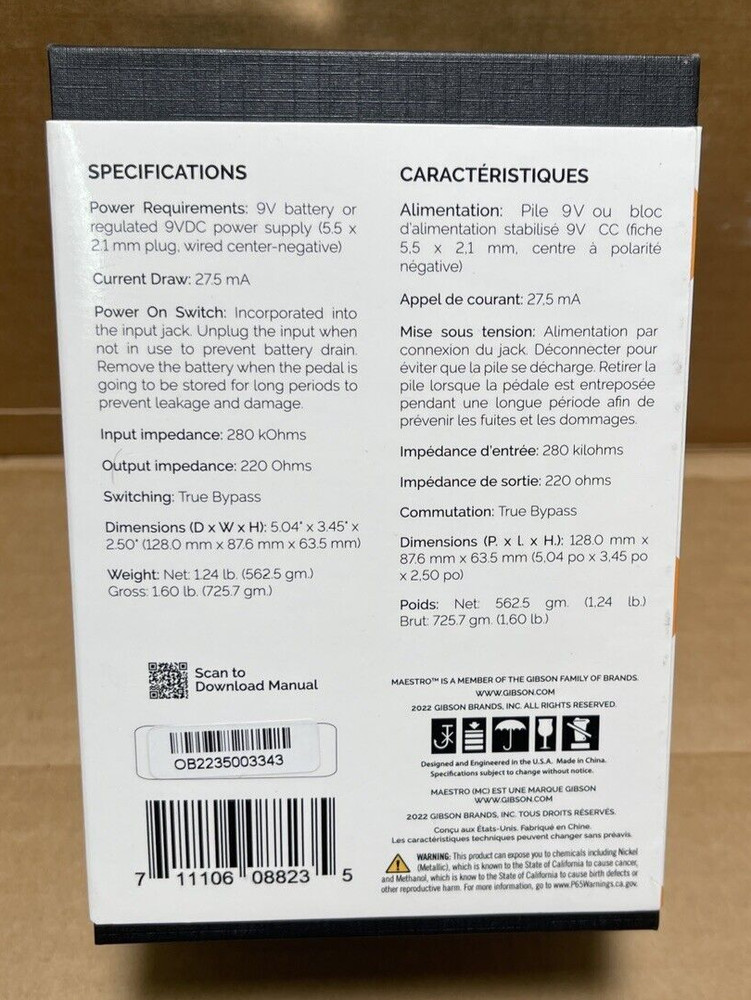 SPECIFICATIONS
Power Requirements: 9V battery or
regulated 9VDC power supply (5.5 x
2.1 mm plug, wired center-negative)
Current Draw: 27.5 mA
Power On Switch: Incorporated into
the input jack. Unplug the input when
not in use to prevent battery drain.
Remove the battery when the pedal is
going to be stored for long periods to
prevent leakage and damage.
Input impedance: 280 kOhms
Output impedance: 220 Ohms
Switching: True Bypass
Dimensions (D x W x H): 5.04" x 3.45" x
2.50" (128.0 mm x 87.6 mm x 63.5 mm)
Weight: Net: 1.24 lb. (562.5 gm.)
Gross: 1.60 lb. (725.7 gm.)
Scan to
Download Manual
OB2235003343
7 11106 08823 5
CARACTÉRISTIQUES
Alimentation: Pile 9V ou bloc
d'alimentation stabilisé 9V CC (fiche
5,5 x 2,1 mm, centre à polarité
négative)
Appel de courant: 27,5 mA
Mise sous tension: Alimentation par
connexion du jack. Déconnecter pour
éviter que la pile se décharge. Retirer la
pile lorsque la pédale est entreposée
pendant une longue période afin de
prévenir les fuites et les dommages.
Impédance d'entrée: 280 kilohms
Impédance de sortie: 220 ohms
Commutation: True Bypass
Dimensions (P. x l. x H.): 128.0 mm x
87.6 mm x 63.5 mm (5,04 po x 3,45 po
x 2,50 po)
Poids: Net: 562.5 gm. (1,24 lb.)
Brut: 725.7 gm. (1,60 lb.)
MAESTRO™ IS A MEMBER OF THE GIBSON FAMILY OF BRANDS.
WWW.GIBSON.COM
2022 GIBSON BRANDS, INC. ALL RIGHTS RESERVED.
Designed and Engineered in the U.S.A. Made in China.
Specifications subject to change without notice.
MAESTRO (MC) EST UNE MARQUE GIBSON
WWW.GIBSON.COM
2022 GIBSON BRANDS, INC. TOUS DROITS RÉSERVÉS.
Conçu aux États-Unis. Fabriqué en Chine.
Les caractéristiques techniques peuvent changer sans préavis.
WARNING: This product can expose you to chemicals including Nickel
(Metallic), which is known to the State of California to cause cancer,
and Methanol, which is know to the State of California to cause birth defects or
other reproductive harm. For more information, go to www.P65Warnings.ca.gov.